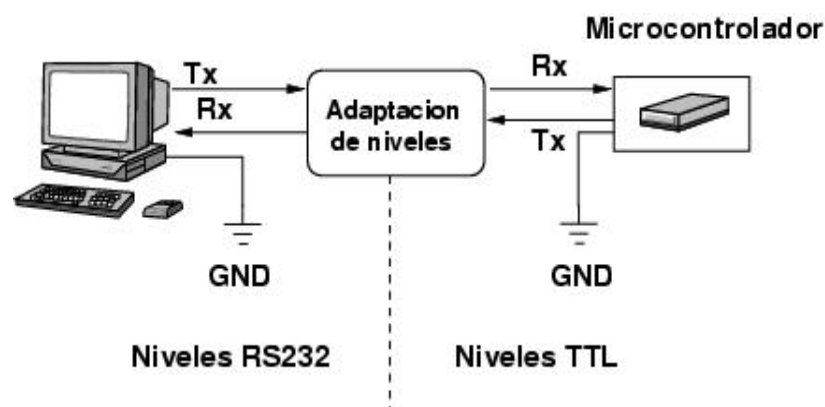 Microcontrolador
Tx
Rx
Adaptacion
de niveles
Rx
Tx
GND
GND
Niveles RS232
Niveles TTL